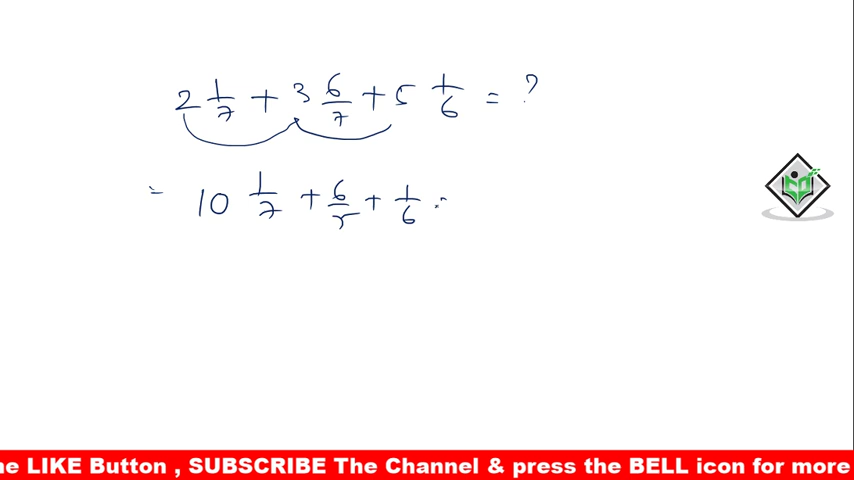 2 1/7 + 3 6/7 + 5 1/6 = ?
= 10 1/7 + 6/7 + 1/6 =
he LIKE Button , SUBSCRIBE The Channel & press the BELL icon for more